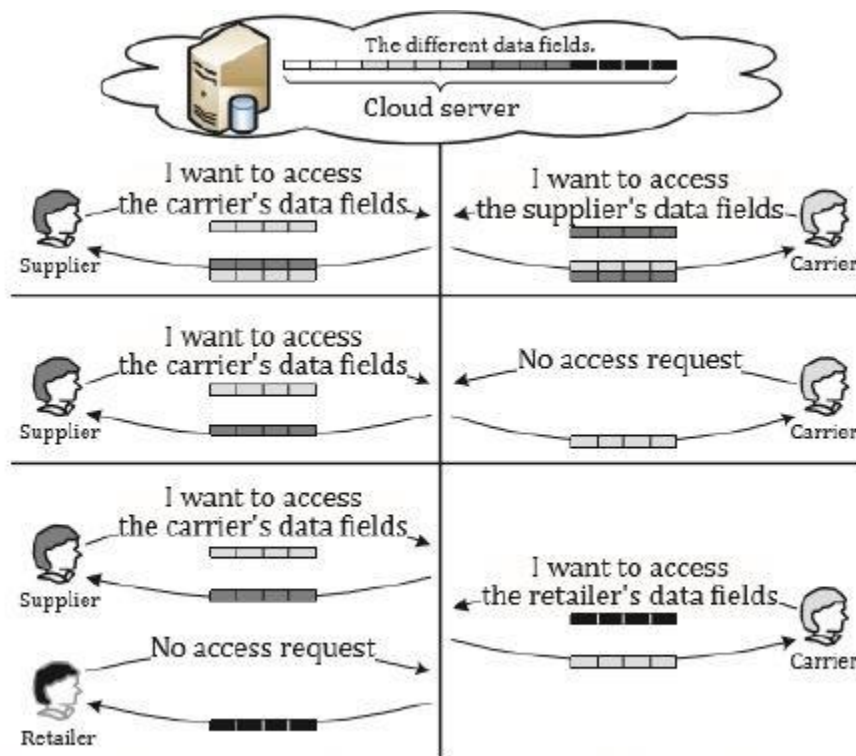 The different data fields.
Cloud server
I want to access
the carrier's data fields
Supplier
I want to access
the supplier's data fields
Carrier
I want to access
the carrier's data fields
Supplier
No access request
Carrier
I want to access
the carrier's data fields
Supplier
No access request
Retailer
I want to access
the retailer's data fields
Carrier